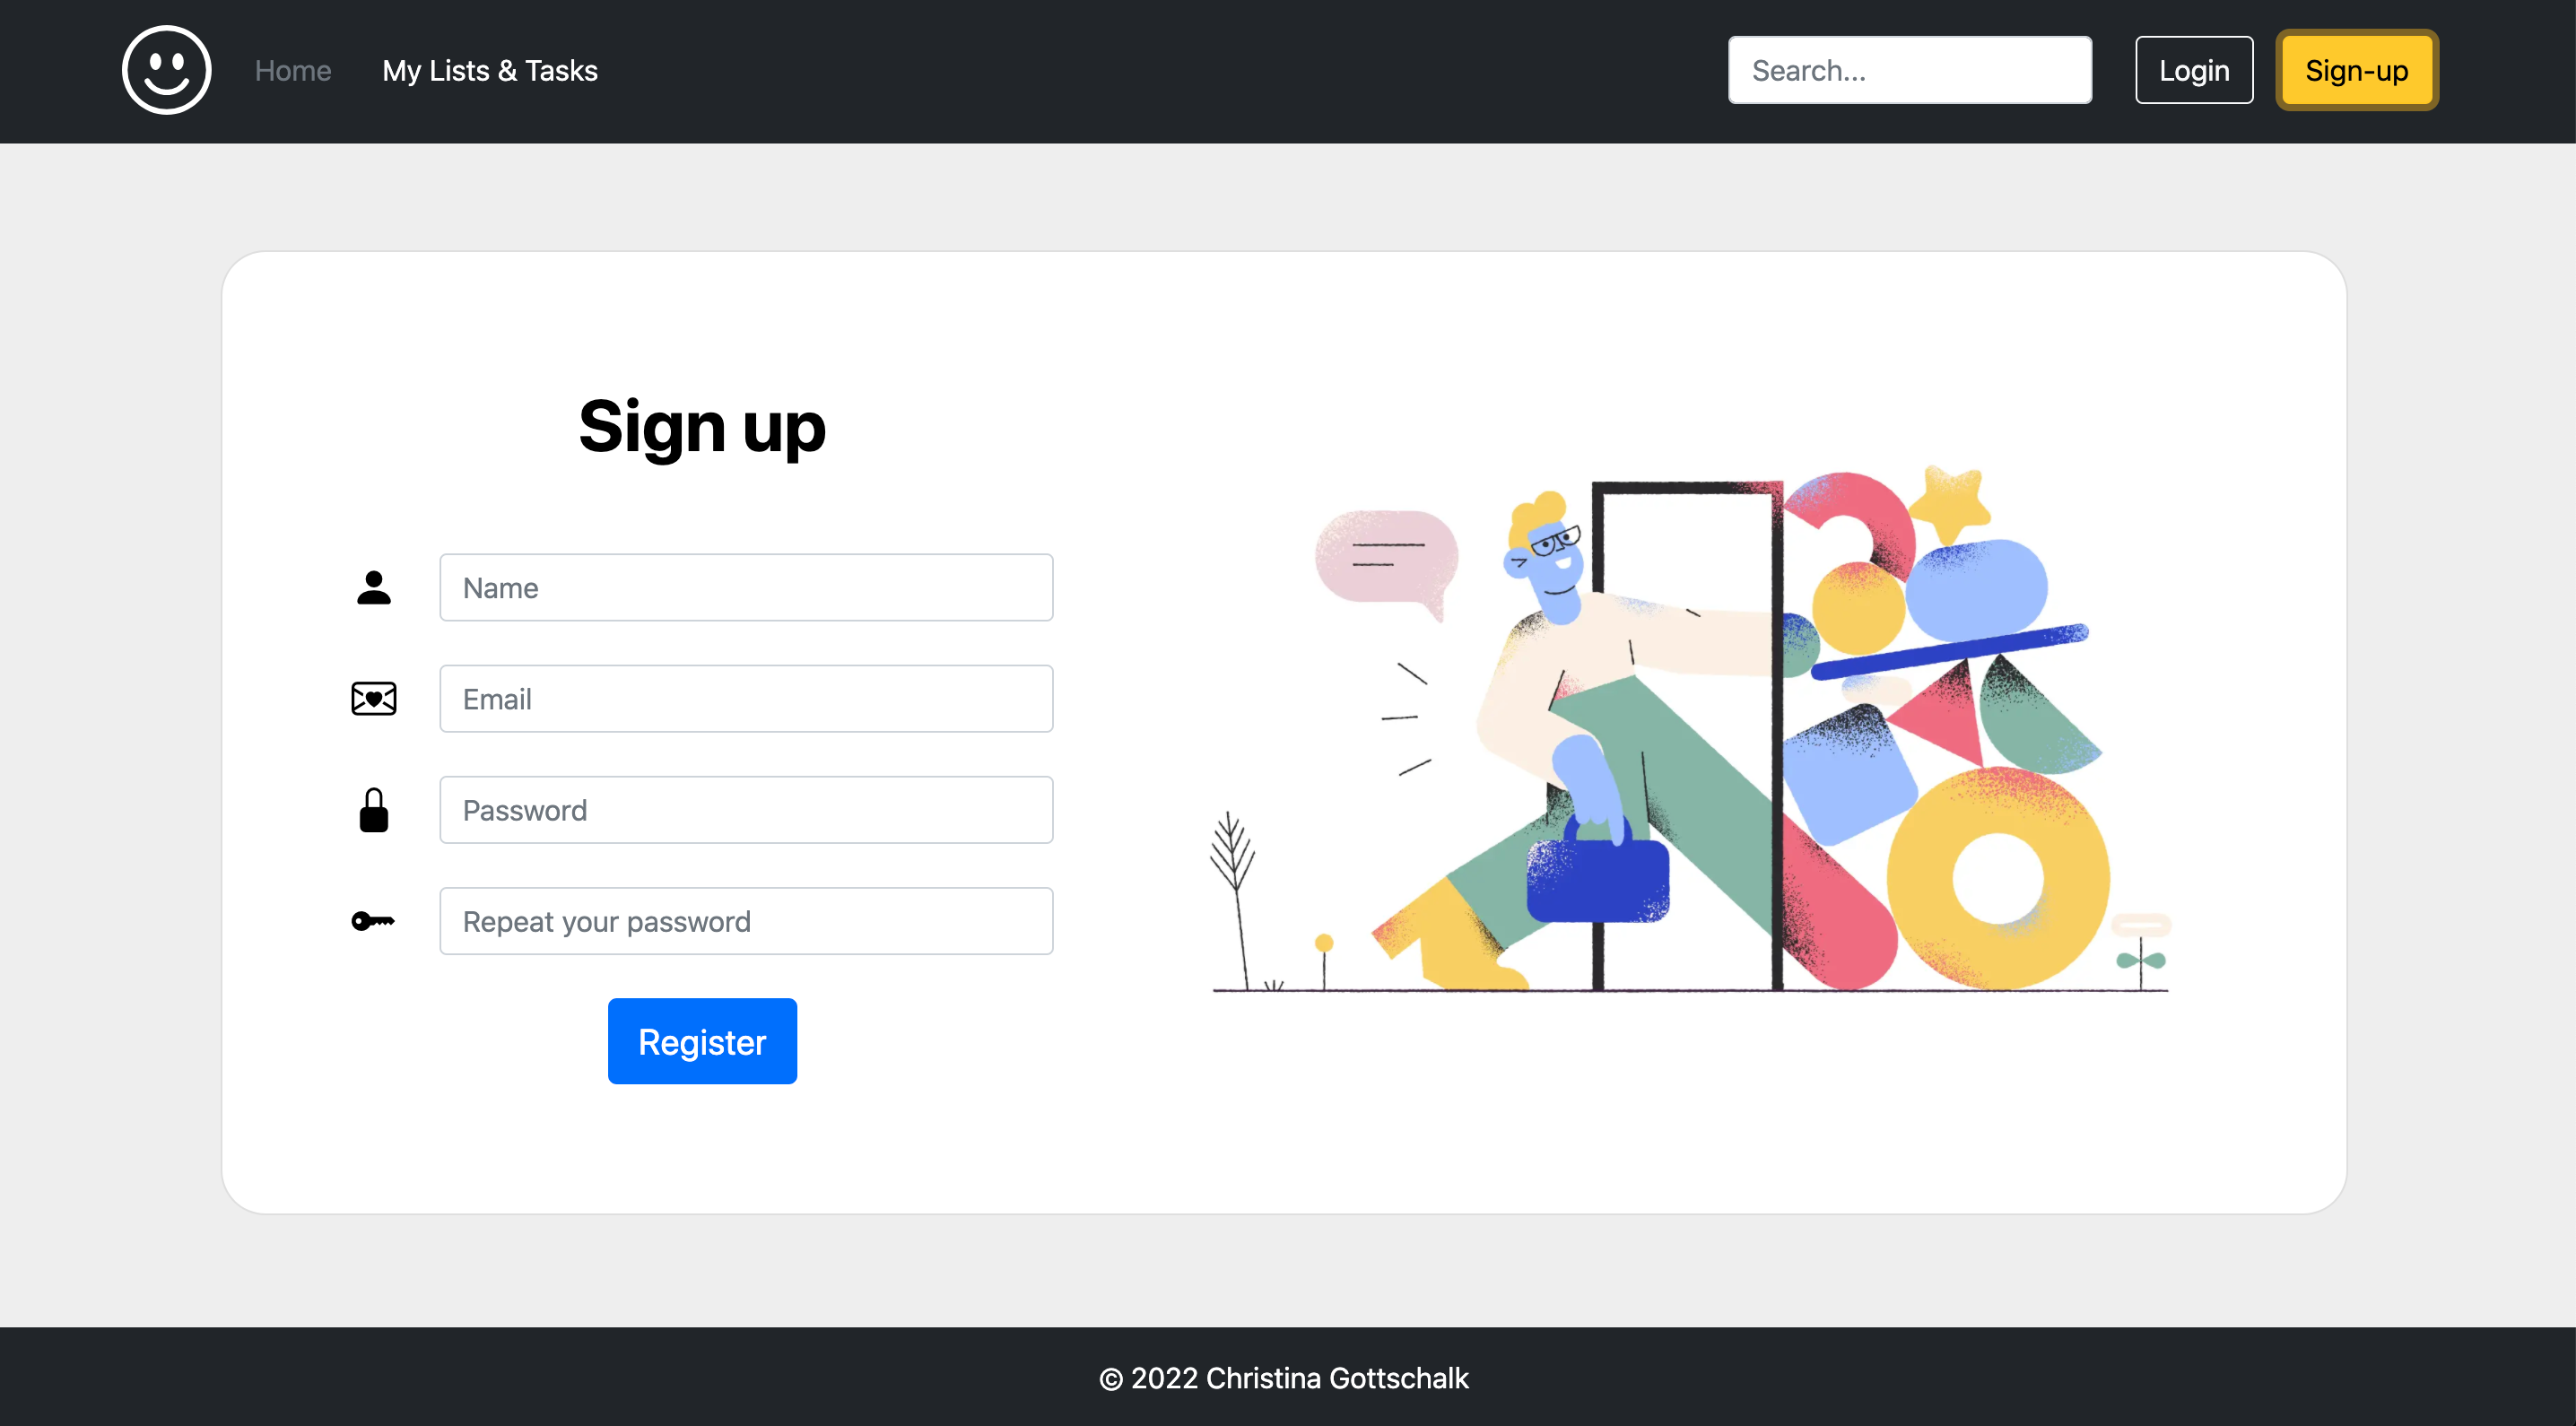 Home My Lists & Tasks Search... Login Sign-up
Sign up
Name
Email
Password
Repeat your password
Register
© 2022 Christina Gottschalk